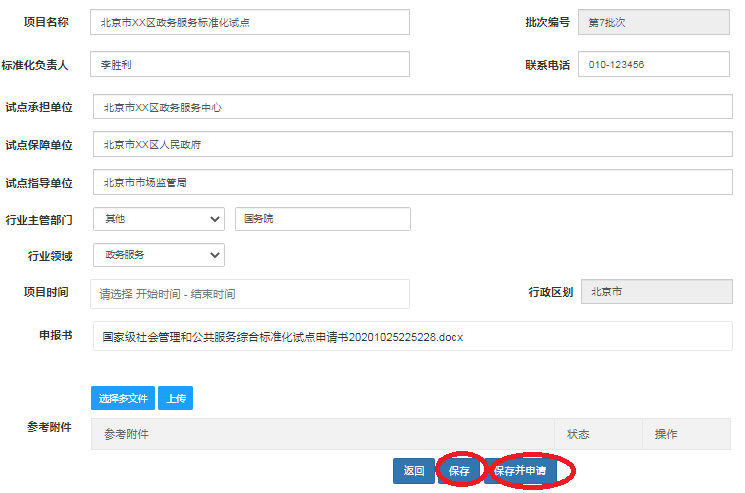 项目名称 北京市XX区政务服务标准化试点 批次编号 第7批次
标准化负责人 李胜利 联系电话 010-123456
试点承担单位 北京市XX区政务服务中心
试点保障单位 北京市XX区人民政府
试点指导单位 北京市市场监管局
行业主管部门 其他 国务院
行业领域 政务服务
项目时间 请选择 开始时间 - 结束时间 行政区划 北京市
申报书 国家级社会管理和公共服务综合标准化试点申请书20201025225228.docx
选择多文件 上传
参考附件 参考附件 状态 操作
返回 保存 保存并申请